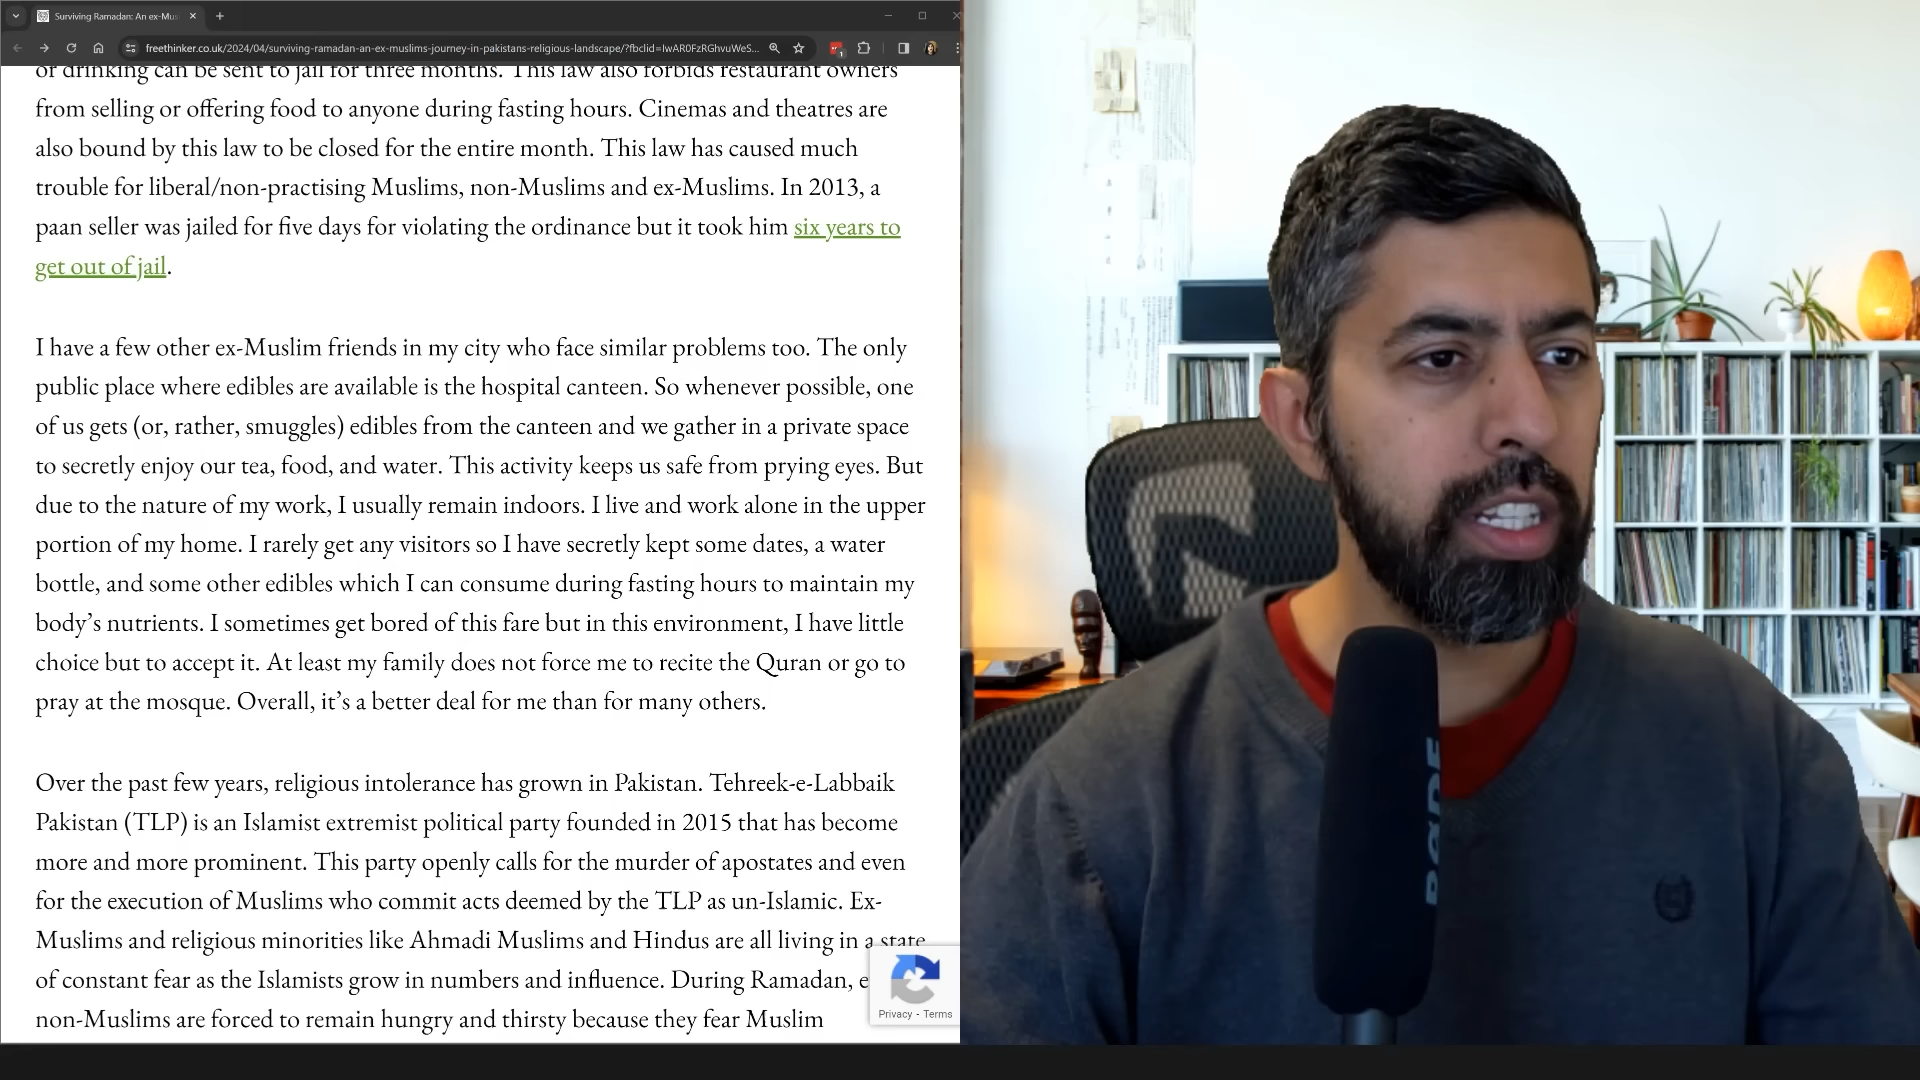 Surviving Ramadan: An ex-Mus
freethinker.co.uk/2024/04/surviving-ramadan-an-ex-muslims-journey-in-pakistans-religious-landscape/?fbclid=IwAR0FzRGhvuWeS...
or drinking can be sent to jail for three months. This law also forbids restaurant owners
from selling or offering food to anyone during fasting hours. Cinemas and theatres are
also bound by this law to be closed for the entire month. This law has caused much
trouble for liberal/non-practising Muslims, non-Muslims and ex-Muslims. In 2013, a
paan seller was jailed for five days for violating the ordinance but it took him six years to
get out of jail.
I have a few other ex-Muslim friends in my city who face similar problems too. The only
public place where edibles are available is the hospital canteen. So whenever possible, one
of us gets (or, rather, smuggles) edibles from the canteen and we gather in a private space
to secretly enjoy our tea, food, and water. This activity keeps us safe from prying eyes. But
due to the nature of my work, I usually remain indoors. I live and work alone in the upper
portion of my home. I rarely get any visitors so I have secretly kept some dates, a water
bottle, and some other edibles which I can consume during fasting hours to maintain my
body’s nutrients. I sometimes get bored of this fare but in this environment, I have little
choice but to accept it. At least my family does not force me to recite the Quran or go to
pray at the mosque. Overall, it’s a better deal for me than for many others.
Over the past few years, religious intolerance has grown in Pakistan. Tehreek-e-Labbaik
Pakistan (TLP) is an Islamist extremist political party founded in 2015 that has become
more and more prominent. This party openly calls for the murder of apostates and even
for the execution of Muslims who commit acts deemed by the TLP as un-Islamic. Ex-
Muslims and religious minorities like Ahmadi Muslims and Hindus are all living in a state
of constant fear as the Islamists grow in numbers and influence. During Ramadan, e
non-Muslims are forced to remain hungry and thirsty because they fear Muslim
Privacy - Terms
RØDE